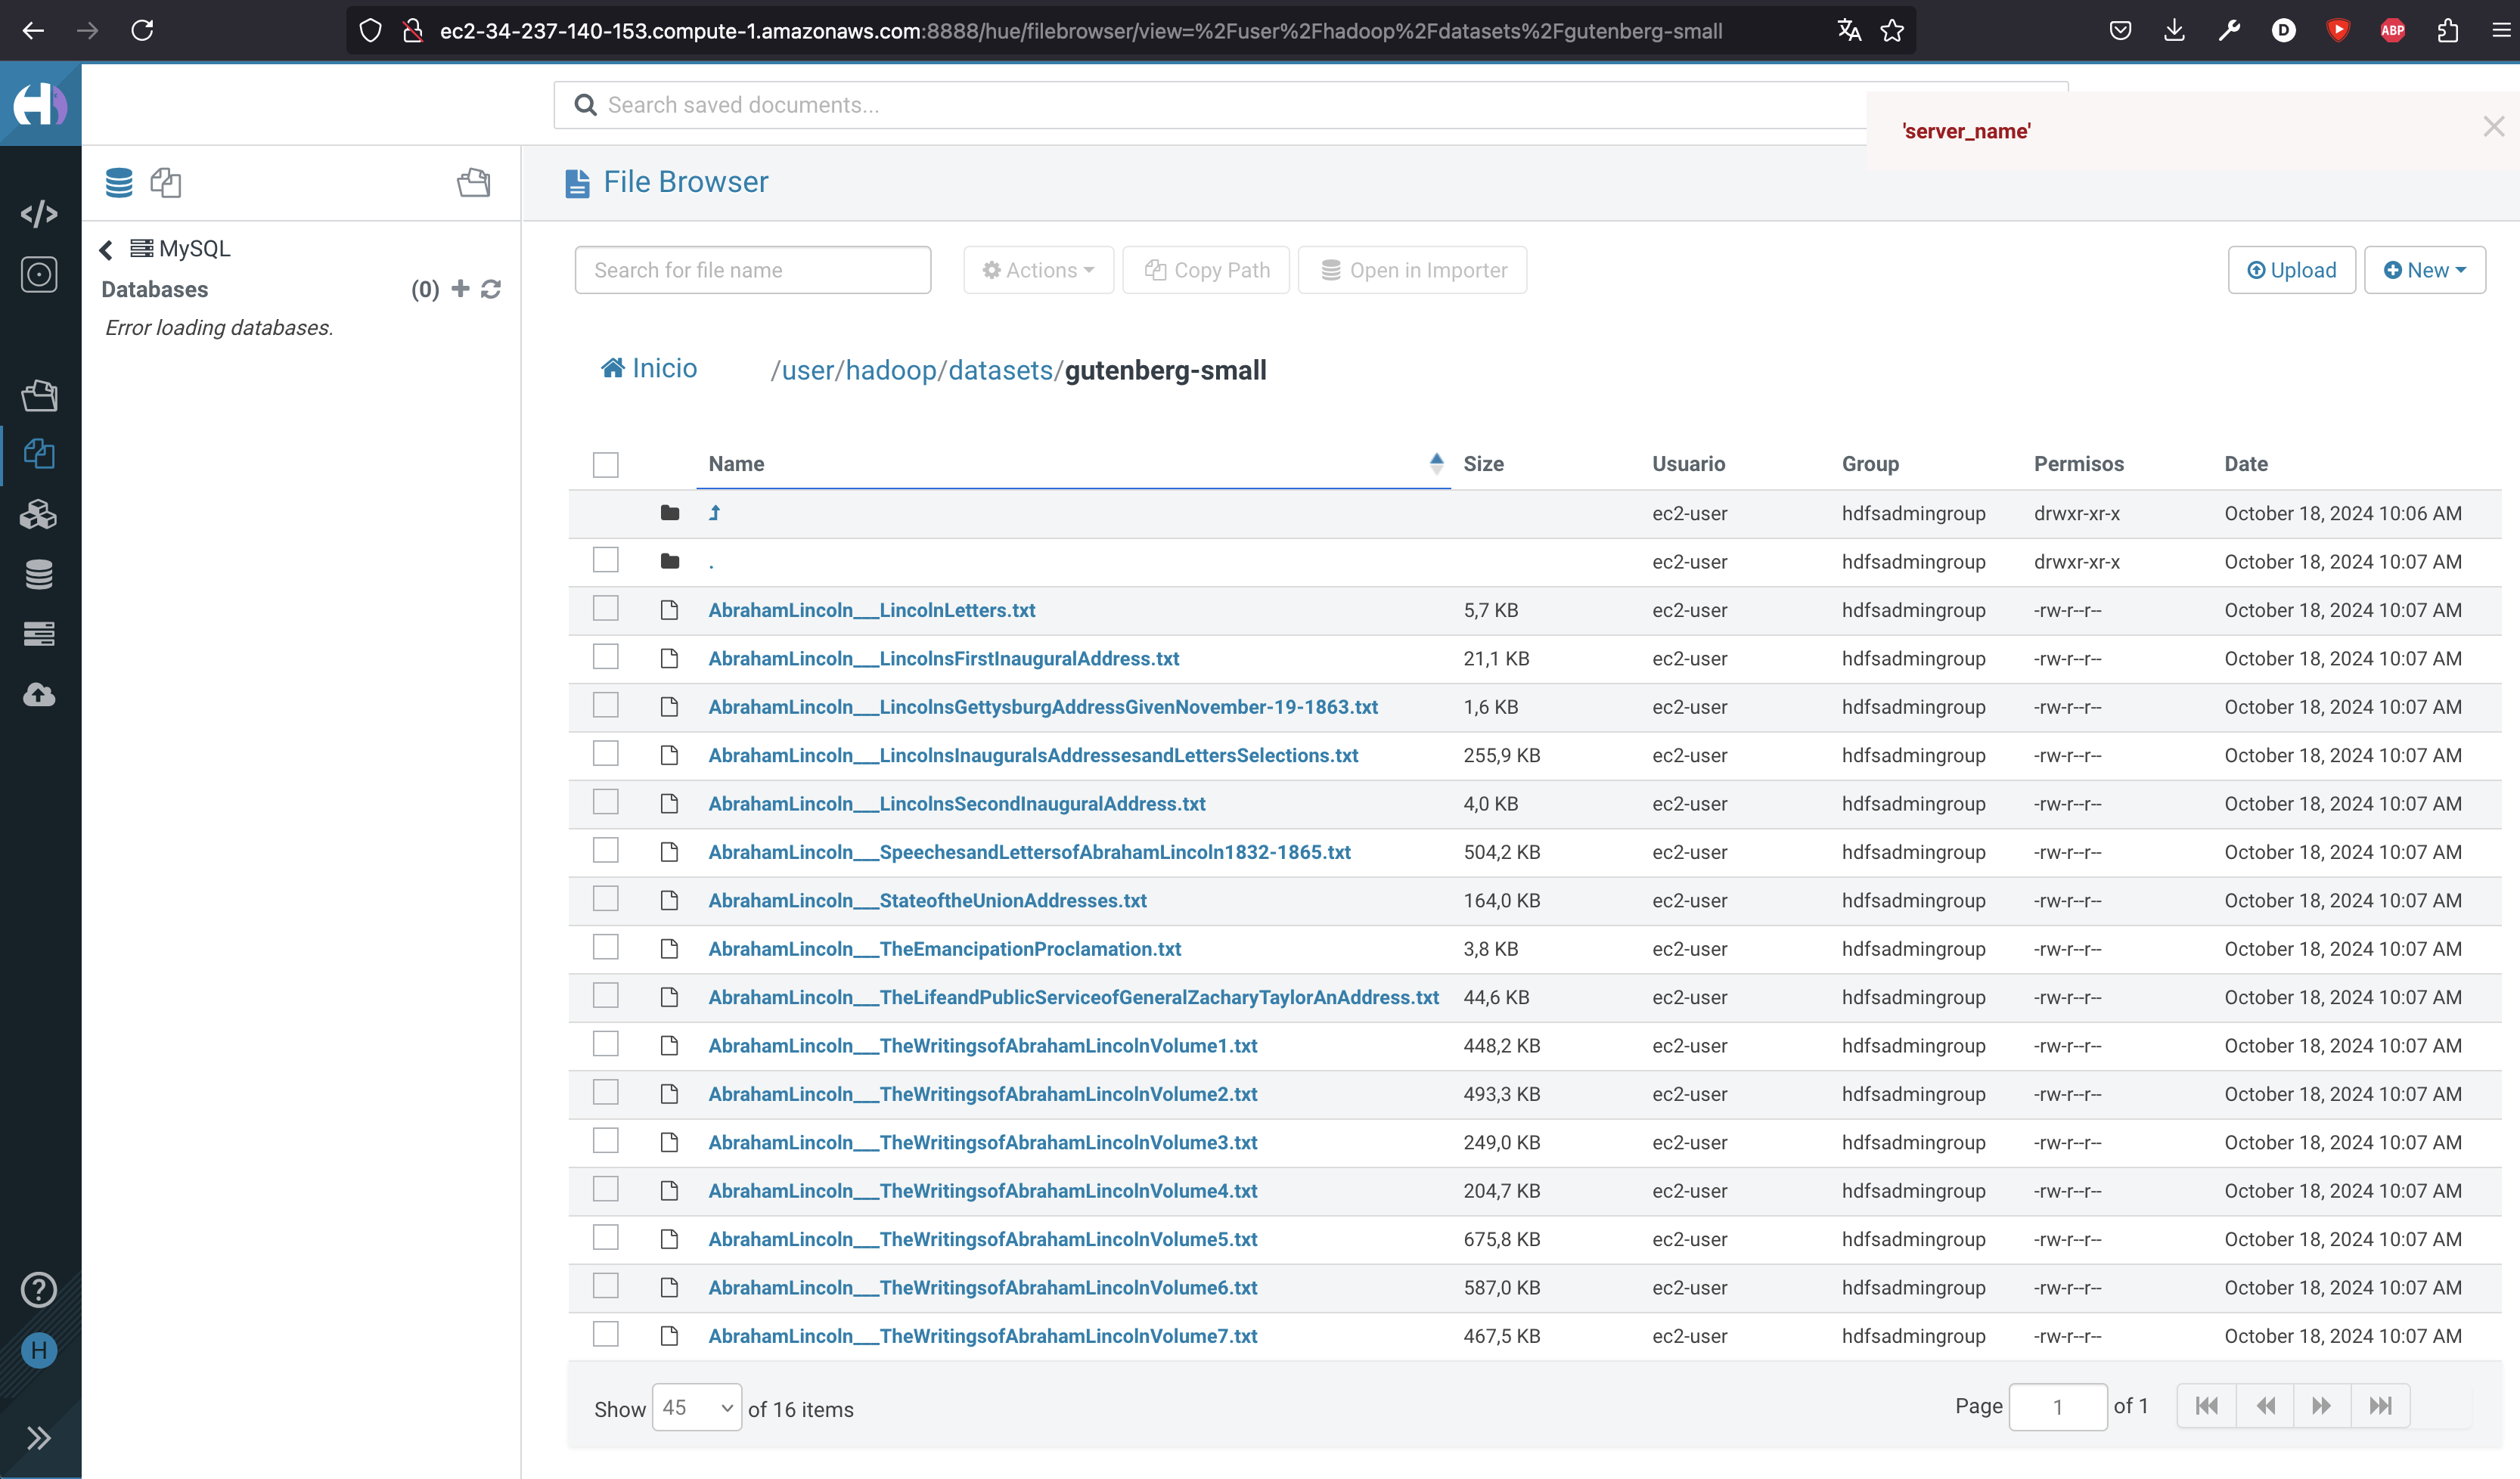 ec2-34-237-140-153.compute-1.amazonaws.com:8888/hue/filebrowser/view=%2Fuser%2Fhadoop%2Fdatasets%2Fgutenberg-small
D
ABP
Search saved documents...
'server_name'
File Browser
MySQL
Databases (0)
Error loading databases.
Search for file name Actions Copy Path Open in Importer Upload New
Inicio /user/hadoop/datasets/gutenberg-small
Name Size Usuario Group Permisos Date
ec2-user hdfsadmingroup drwxr-xr-x October 18, 2024 10:06 AM
. ec2-user hdfsadmingroup drwxr-xr-x October 18, 2024 10:07 AM
AbrahamLincoln___LincolnLetters.txt 5,7 KB ec2-user hdfsadmingroup -rw-r--r-- October 18, 2024 10:07 AM
AbrahamLincoln___LincolnsFirstInauguralAddress.txt 21,1 KB ec2-user hdfsadmingroup -rw-r--r-- October 18, 2024 10:07 AM
AbrahamLincoln___LincolnsGettysburgAddressGivenNovember-19-1863.txt 1,6 KB ec2-user hdfsadmingroup -rw-r--r-- October 18, 2024 10:07 AM
AbrahamLincoln___LincolnsInauguralsAddressesandLettersSelections.txt 255,9 KB ec2-user hdfsadmingroup -rw-r--r-- October 18, 2024 10:07 AM
AbrahamLincoln___LincolnsSecondInauguralAddress.txt 4,0 KB ec2-user hdfsadmingroup -rw-r--r-- October 18, 2024 10:07 AM
AbrahamLincoln___SpeechesandLettersofAbrahamLincoln1832-1865.txt 504,2 KB ec2-user hdfsadmingroup -rw-r--r-- October 18, 2024 10:07 AM
AbrahamLincoln___StateoftheUnionAddresses.txt 164,0 KB ec2-user hdfsadmingroup -rw-r--r-- October 18, 2024 10:07 AM
AbrahamLincoln___TheEmancipationProclamation.txt 3,8 KB ec2-user hdfsadmingroup -rw-r--r-- October 18, 2024 10:07 AM
AbrahamLincoln___TheLifeandPublicServiceofGeneralZacharyTaylorAnAddress.txt 44,6 KB ec2-user hdfsadmingroup -rw-r--r-- October 18, 2024 10:07 AM
AbrahamLincoln___TheWritingsofAbrahamLincolnVolume1.txt 448,2 KB ec2-user hdfsadmingroup -rw-r--r-- October 18, 2024 10:07 AM
AbrahamLincoln___TheWritingsofAbrahamLincolnVolume2.txt 493,3 KB ec2-user hdfsadmingroup -rw-r--r-- October 18, 2024 10:07 AM
AbrahamLincoln___TheWritingsofAbrahamLincolnVolume3.txt 249,0 KB ec2-user hdfsadmingroup -rw-r--r-- October 18, 2024 10:07 AM
AbrahamLincoln___TheWritingsofAbrahamLincolnVolume4.txt 204,7 KB ec2-user hdfsadmingroup -rw-r--r-- October 18, 2024 10:07 AM
AbrahamLincoln___TheWritingsofAbrahamLincolnVolume5.txt 675,8 KB ec2-user hdfsadmingroup -rw-r--r-- October 18, 2024 10:07 AM
AbrahamLincoln___TheWritingsofAbrahamLincolnVolume6.txt 587,0 KB ec2-user hdfsadmingroup -rw-r--r-- October 18, 2024 10:07 AM
AbrahamLincoln___TheWritingsofAbrahamLincolnVolume7.txt 467,5 KB ec2-user hdfsadmingroup -rw-r--r-- October 18, 2024 10:07 AM
H
Show 45 of 16 items Page 1 of 1